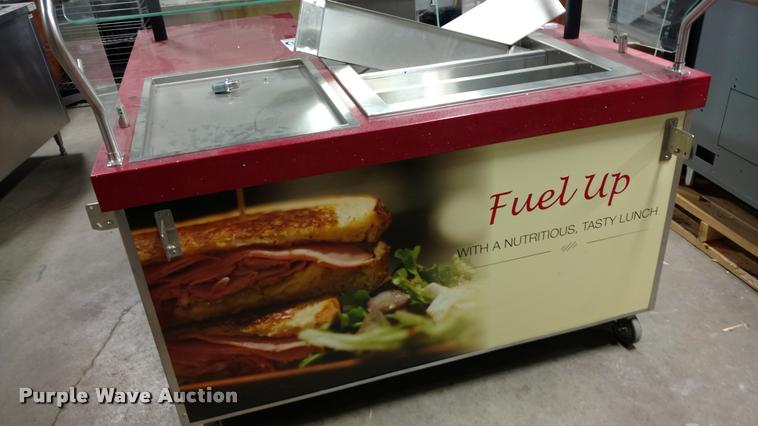 Fuel Up
WITH A NUTRITIOUS, TASTY LUNCH
Purple Wave Auction